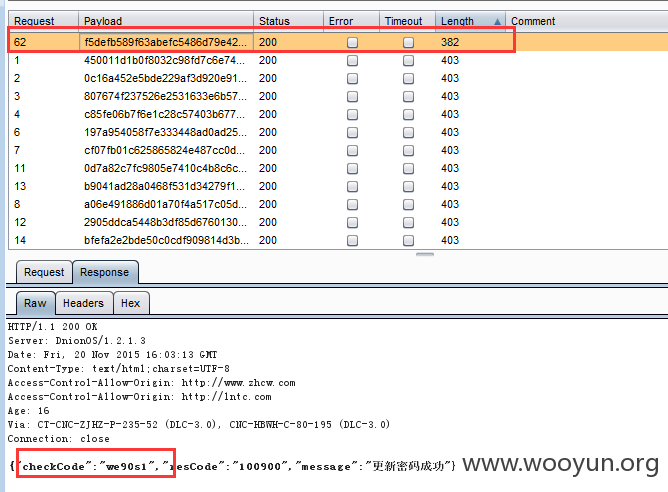 Request Payload Status Error Timeout Length Comment
62 f5defb589f63abefc5486d79e42... 200 382
1 450011d1b0f8032c98fd7c6e74... 200 403
2 0c16a452e5bde229af3d920e91... 200 403
3 807674f237526e2531633e6b57... 200 403
4 c85fe06b7f6e1c28c57403b677... 200 403
6 197a954058f7e333448ad0ad25... 200 403
7 cf07fb01c625865824e487cc0d... 200 403
11 0d7a82c7fc9805e7410c4b8c6c... 200 403
13 b9041ad28a0468f531d34279f1... 200 403
8 a06e491886d01a70f4a517c05d... 200 403
12 2905ddca5448b3df85d6760130... 200 403
14 bfefa2e2bde50c0cdf909814d3b... 200 403
Request Response
Raw Headers Hex
HTTP/1.1 200 OK
Server: DnionOS/1.2.1.3
Date: Fri, 20 Nov 2015 16:03:13 GMT
Content-Type: text/html;charset=UTF-8
Access-Control-Allow-Origin: http://www.zhcw.com
Access-Control-Allow-Origin: http://lntc.com
Age: 16
Via: CT-CNC-ZJHZ-P-235-52 (DLC-3.0), CNC-HBWH-C-80-195 (DLC-3.0)
Connection: close
{"checkCode":"we90s1","resCode":"100900","message":"更新密码成功"}
www.wooyun.org